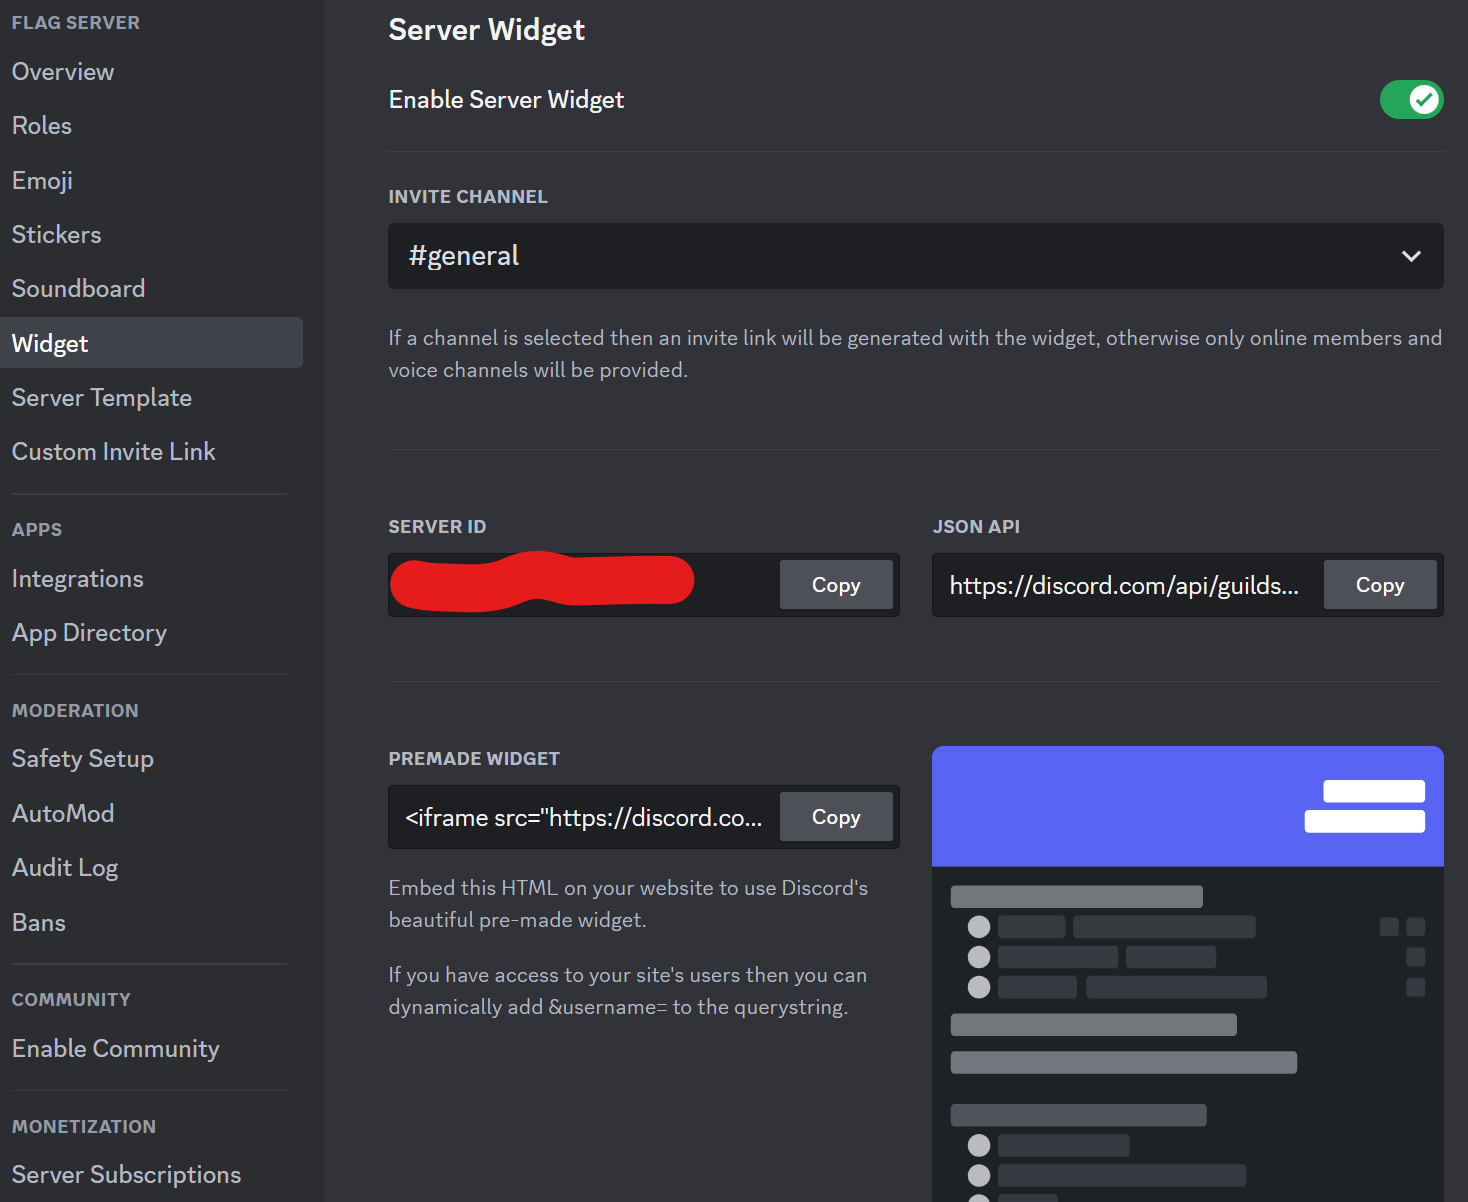 FLAG SERVER
Overview
Roles
Emoji
Stickers
Soundboard
Widget
Server Template
Custom Invite Link
APPS
Integrations
App Directory
MODERATION
Safety Setup
AutoMod
Audit Log
Bans
COMMUNITY
Enable Community
MONETIZATION
Server Subscriptions
Server Widget
Enable Server Widget
INVITE CHANNEL
#general
If a channel is selected then an invite link will be generated with the widget, otherwise only online members and
voice channels will be provided.
SERVER ID
Copy
JSON API
https://discord.com/api/guilds...
Copy
PREMADE WIDGET
<iframe src="https://discord.co...
Copy
Embed this HTML on your website to use Discord's
beautiful pre-made widget.
If you have access to your site's users then you can
dynamically add &username= to the querystring.